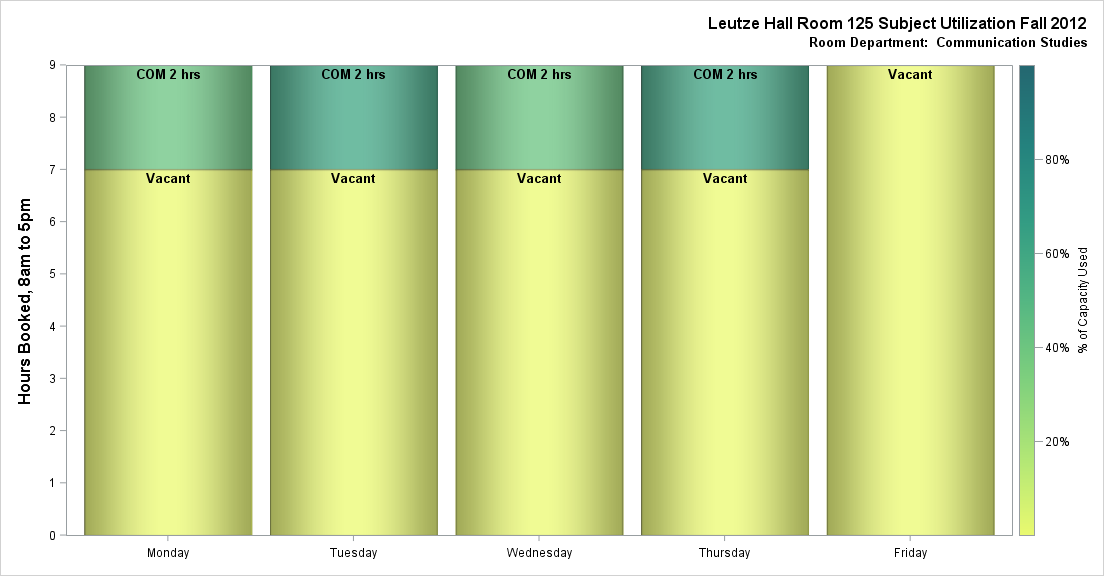 Leutze Hall Room 125 Subject Utilization Fall 2012
Room Department:  Communication Studies
Hours Booked, 8am to 5pm
9
8
7
6
5
4
3
2
1
0
COM 2 hrs
COM 2 hrs
COM 2 hrs
COM 2 hrs
Vacant
Vacant
Vacant
Vacant
Vacant
Monday
Tuesday
Wednesday
Thursday
Friday
80%
60%
40%
20%
% of Capacity Used